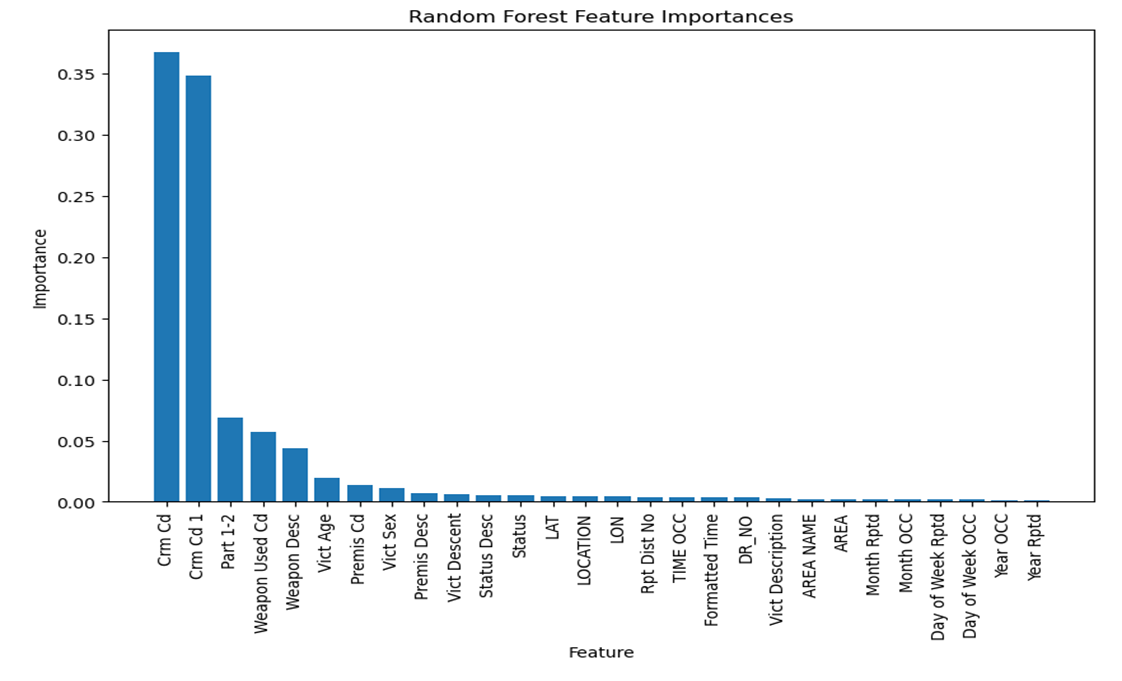 Random Forest Feature Importances
Importance
0.35
0.30
0.25
0.20
0.15
0.10
0.05
0.00
Crm Cd
Crm Cd 1
Part 1-2
Weapon Used Cd
Weapon Desc
Vict Age
Premis Cd
Vict Sex
Premis Desc
Vict Descent
Status Desc
Status
LAT
LOCATION
LON
Rpt Dist No
TIME OCC
Formatted Time
DR_NO
Vict Description
AREA NAME
AREA
Month Rptd
Month OCC
Day of Week Rptd
Day of Week OCC
Year OCC
Year Rptd
Feature